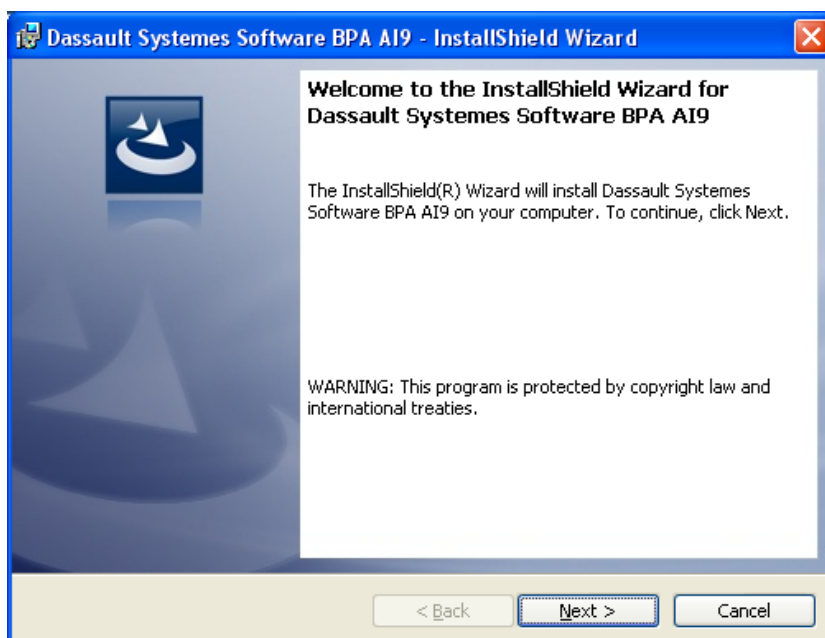 Dassault Systemes Software BPA AI9 - InstallShield Wizard
Welcome to the InstallShield Wizard for
Dassault Systemes Software BPA AI9
The InstallShield(R) Wizard will install Dassault Systemes
Software BPA AI9 on your computer. To continue, click Next.
WARNING: This program is protected by copyright law and
international treaties.
< Back
Next >
Cancel